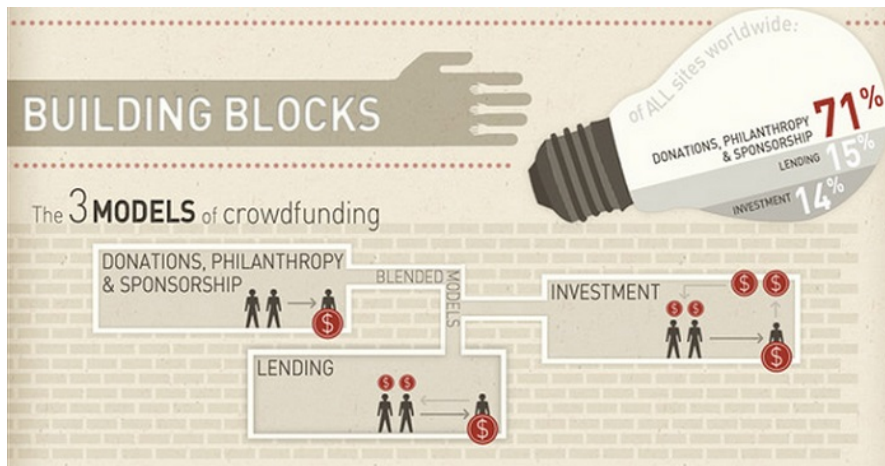 BUILDING BLOCKS
of ALL sites worldwide:
DONATIONS, PHILANTHROPY
& SPONSORSHIP 71%
LENDING 15%
INVESTMENT 14%
The 3 MODELS of crowdfunding
DONATIONS, PHILANTHROPY
& SPONSORSHIP
$
BLENDED
MODELS
INVESTMENT
$ $
$ $
$
LENDING
$ $
$